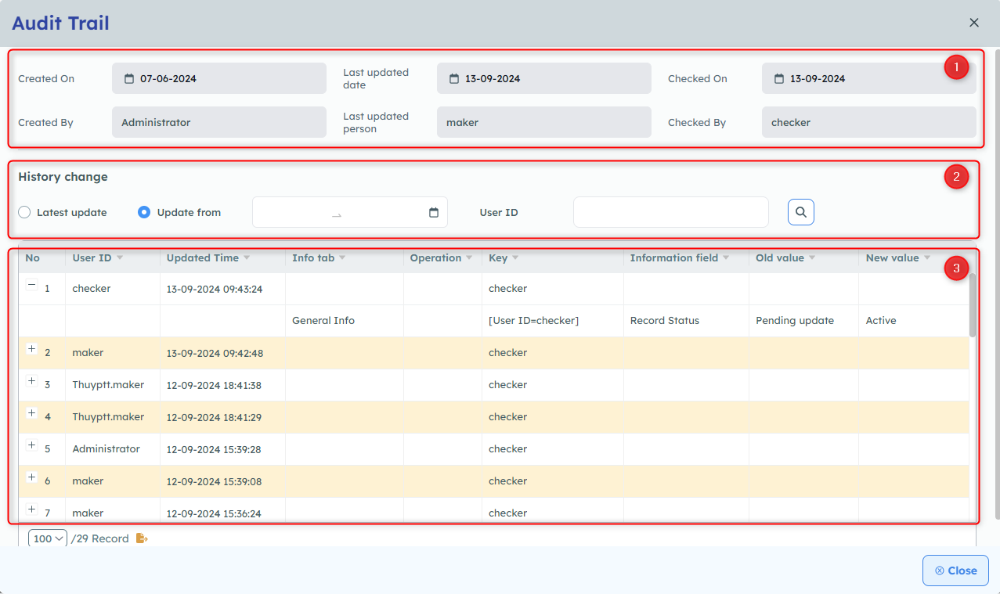 Audit Trail
1
Created On 07-06-2024 Last updated date 13-09-2024 Checked On 13-09-2024
Created By Administrator Last updated person maker Checked By checker
History change 2
Latest update Update from User ID
No User ID Updated Time Info tab Operation Key Information field Old value New value
3
1 checker 13-09-2024 09:43:24 checker
General Info [User ID=checker] Record Status Pending update Active
2 maker 13-09-2024 09:42:48 checker
3 Thuyptt.maker 12-09-2024 18:41:38 checker
4 Thuyptt.maker 12-09-2024 18:41:29 checker
5 Administrator 12-09-2024 15:39:28 checker
6 maker 12-09-2024 15:39:08 checker
7 maker 12-09-2024 15:36:24 checker
100 /29 Record
Close